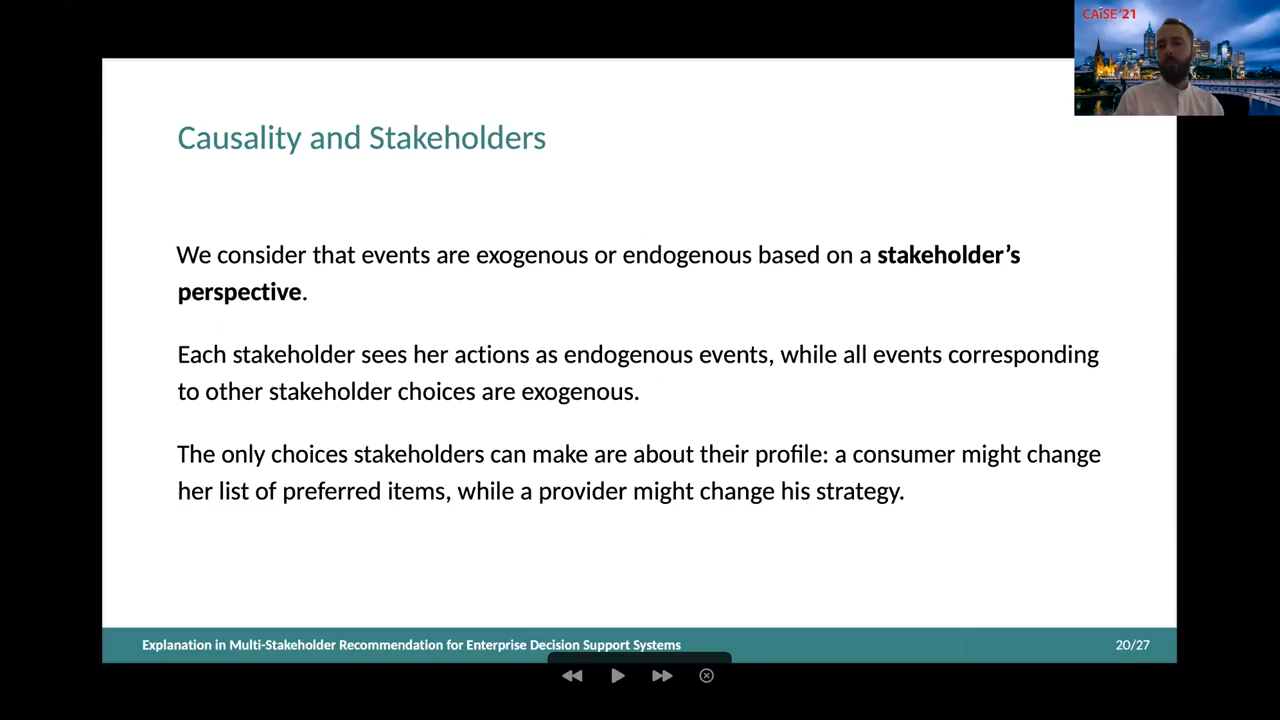 CAiSE '21
Causality and Stakeholders
We consider that events are exogenous or endogenous based on a stakeholder’s
perspective.
Each stakeholder sees her actions as endogenous events, while all events corresponding
to other stakeholder choices are exogenous.
The only choices stakeholders can make are about their profile: a consumer might change
her list of preferred items, while a provider might change his strategy.
Explanation in Multi-Stakeholder Recommendation for Enterprise Decision Support Systems
20/27